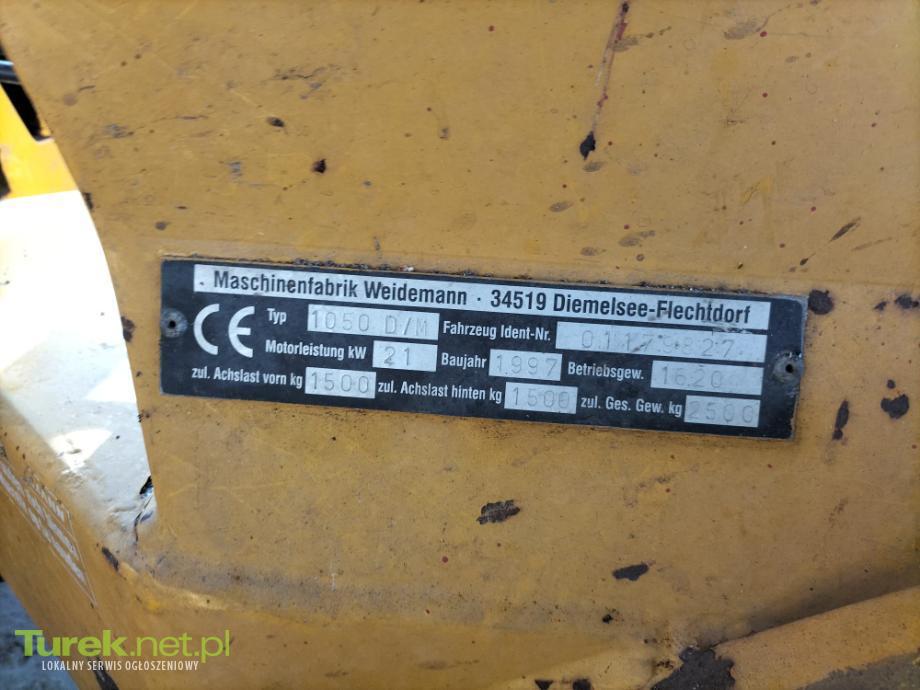 Maschinenfabrik Weidemann · 34519 Diemelsee-Flechtdorf
CE Typ 1050 D/M Fahrzeug Ident-Nr. 01179827
Motorleistung kW 21 Baujahr 1997 Betriebsgew. 1620
zul. Achslast vorn kg 1500 zul. Achslast hinten kg 1500 zul. Ges. Gew. kg 2500
Turek.net.pl
LOKALNY SERWIS OGŁOSZENIOWY